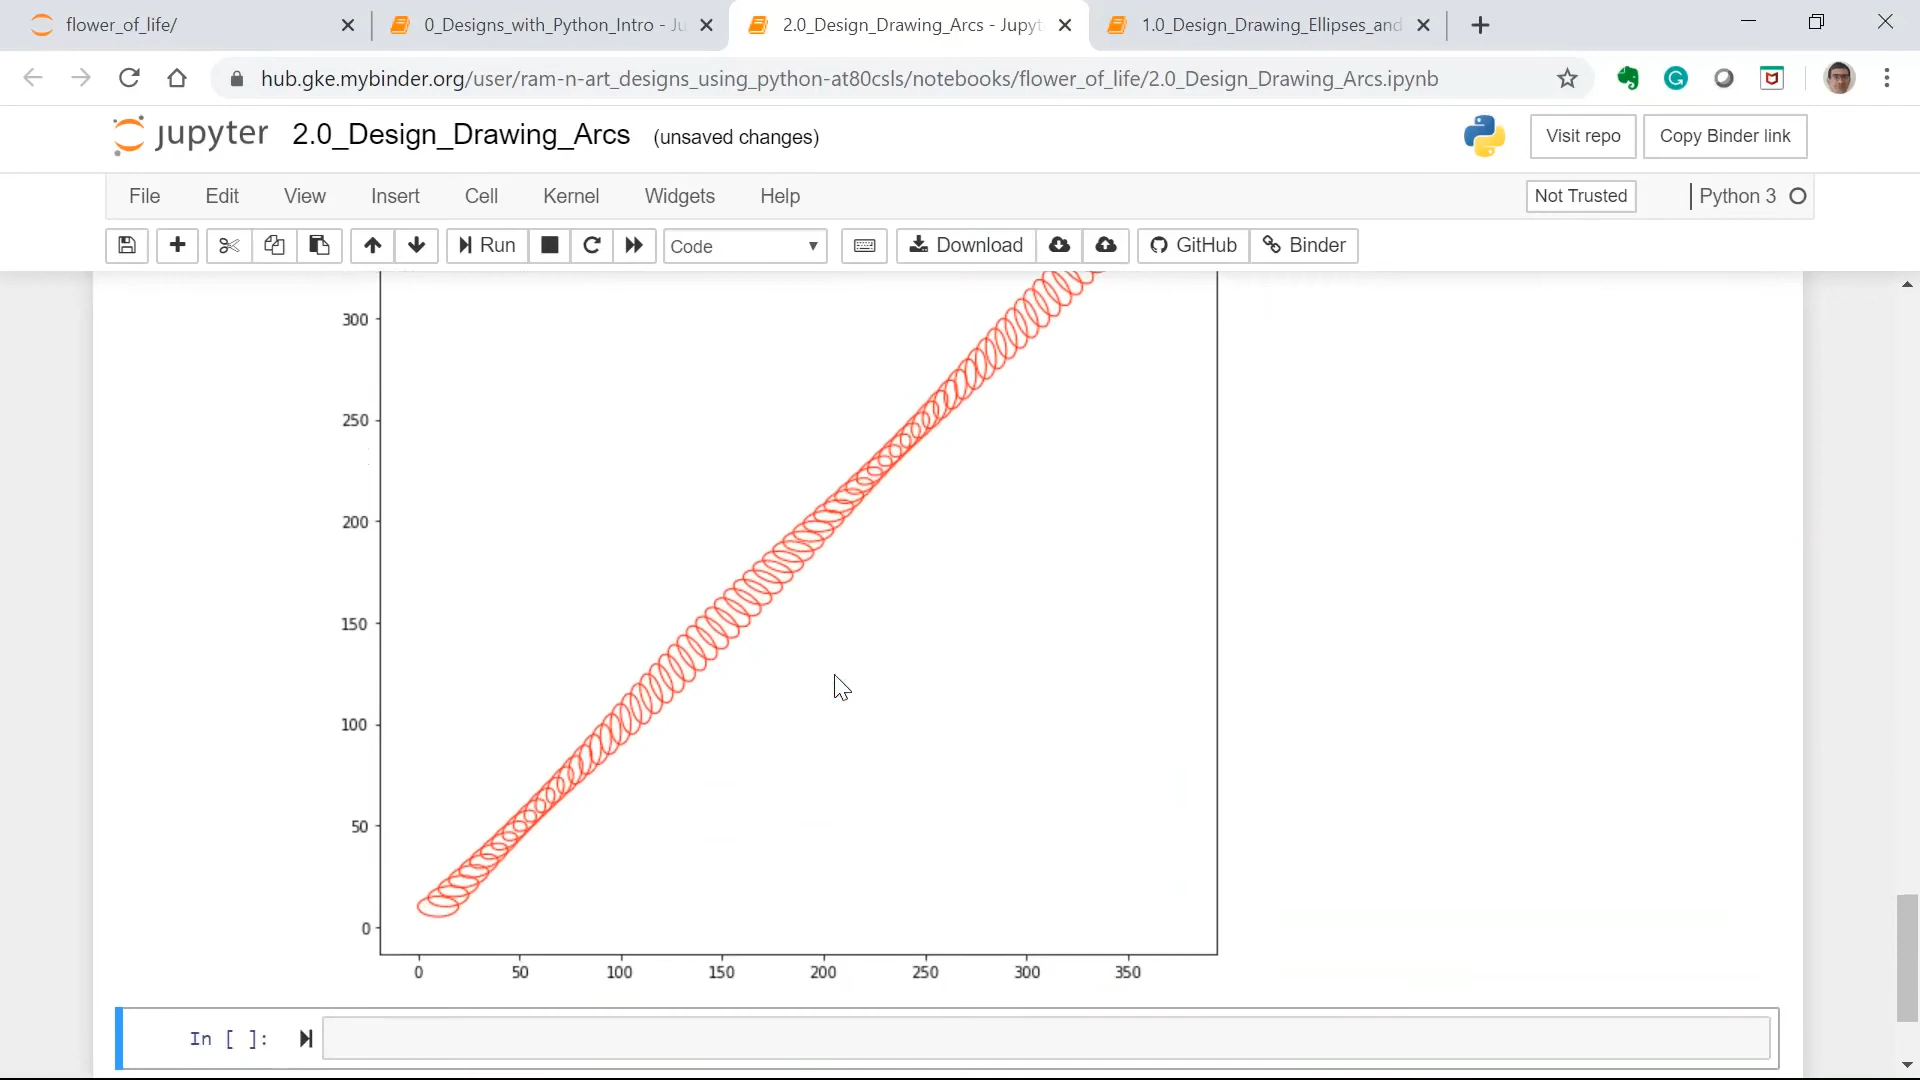 flower_of_life/
0_Designs_with_Python_Intro - Ju
2.0_Design_Drawing_Arcs - Jupyt
1.0_Design_Drawing_Ellipses_and
hub.gke.mybinder.org/user/ram-n-art_designs_using_python-at80csls/notebooks/flower_of_life/2.0_Design_Drawing_Arcs.ipynb
jupyter 2.0_Design_Drawing_Arcs (unsaved changes)
Visit repo
Copy Binder link
File Edit View Insert Cell Kernel Widgets Help
Not Trusted
Python 3
Run
Code
Download
GitHub
Binder
300
250
200
150
100
50
0
0 50 100 150 200 250 300 350
In [ ]: